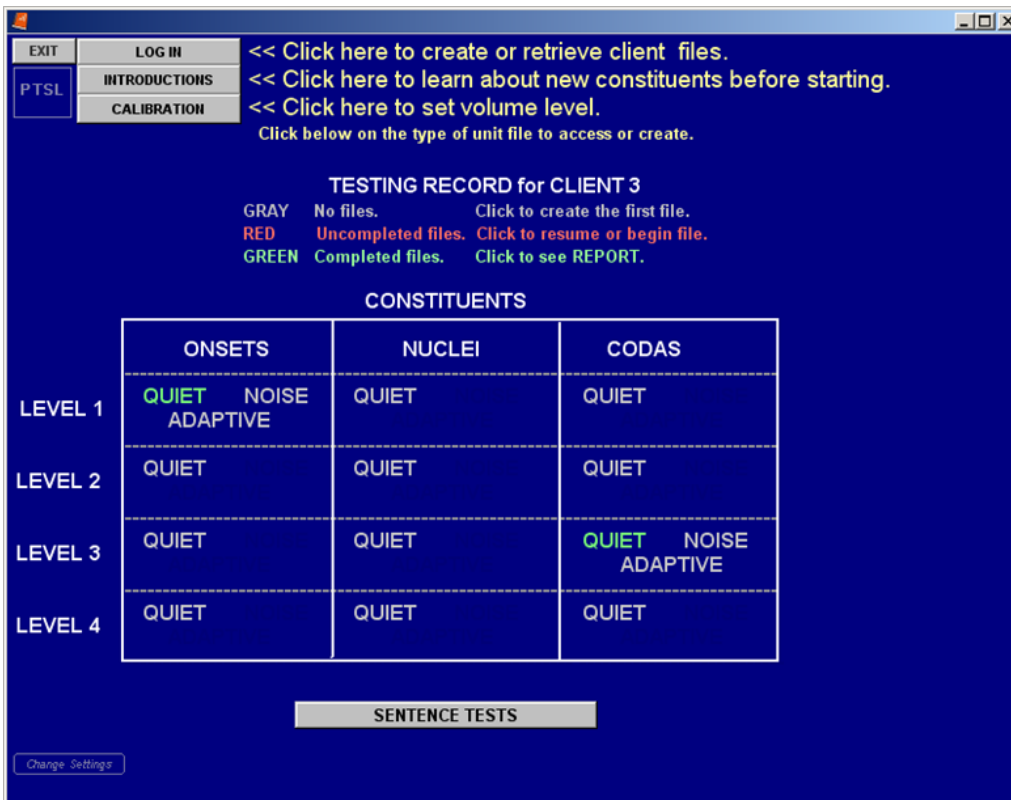 EXIT LOG IN << Click here to create or retrieve client files.
PTSL INTRODUCTIONS << Click here to learn about new constituents before starting.
CALIBRATION << Click here to set volume level.
Click below on the type of unit file to access or create.
TESTING RECORD for CLIENT 3
GRAY No files. Click to create the first file.
RED Uncompleted files. Click to resume or begin file.
GREEN Completed files. Click to see REPORT.
CONSTITUENTS
ONSETS NUCLEI CODAS
LEVEL 1 QUIET NOISE QUIET QUIET
ADAPTIVE
LEVEL 2 QUIET QUIET QUIET
LEVEL 3 QUIET QUIET QUIET NOISE
ADAPTIVE
LEVEL 4 QUIET QUIET QUIET
SENTENCE TESTS
Change Settings